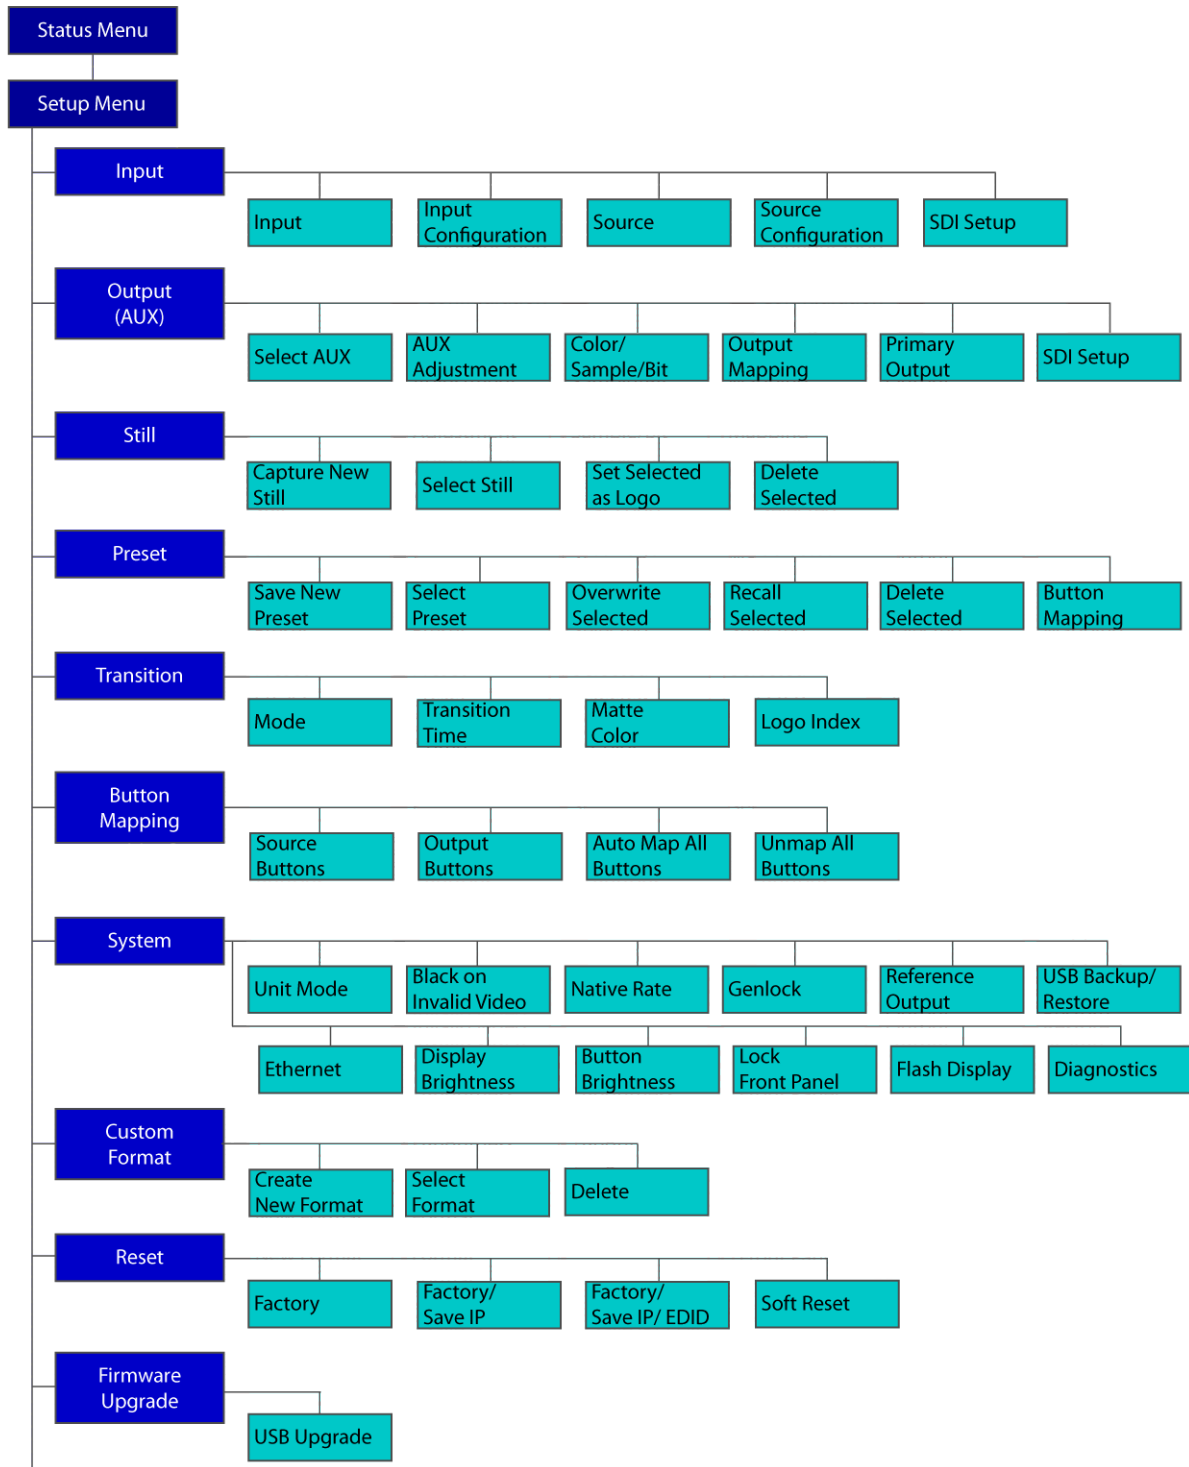 Status Menu
Setup Menu
Input
Input
Input
Configuration
Source
Source
Configuration
SDI Setup
Output
(AUX)
Select AUX
AUX
Adjustment
Color/
Sample/Bit
Output
Mapping
Primary
Output
SDI Setup
Still
Capture New
Still
Select Still
Set Selected
as Logo
Delete
Selected
Preset
Save New
Preset
Select
Preset
Overwrite
Selected
Recall
Selected
Delete
Selected
Button
Mapping
Transition
Mode
Transition
Time
Matte
Color
Logo Index
Button
Mapping
Source
Buttons
Output
Buttons
Auto Map All
Buttons
Unmap All
Buttons
System
Unit Mode
Black on
Invalid Video
Native Rate
Genlock
Reference
Output
USB Backup/
Restore
Ethernet
Display
Brightness
Button
Brightness
Lock
Front Panel
Flash Display
Diagnostics
Custom
Format
Create
New Format
Select
Format
Delete
Reset
Factory
Factory/
Save IP
Factory/
Save IP/ EDID
Soft Reset
Firmware
Upgrade
USB Upgrade